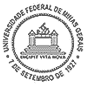 UNIVERSIDADE FEDERAL DE MINAS GERAIS
INCIPIT VITA NOVA
• 7 DE SETEMBRO DE 1927 •